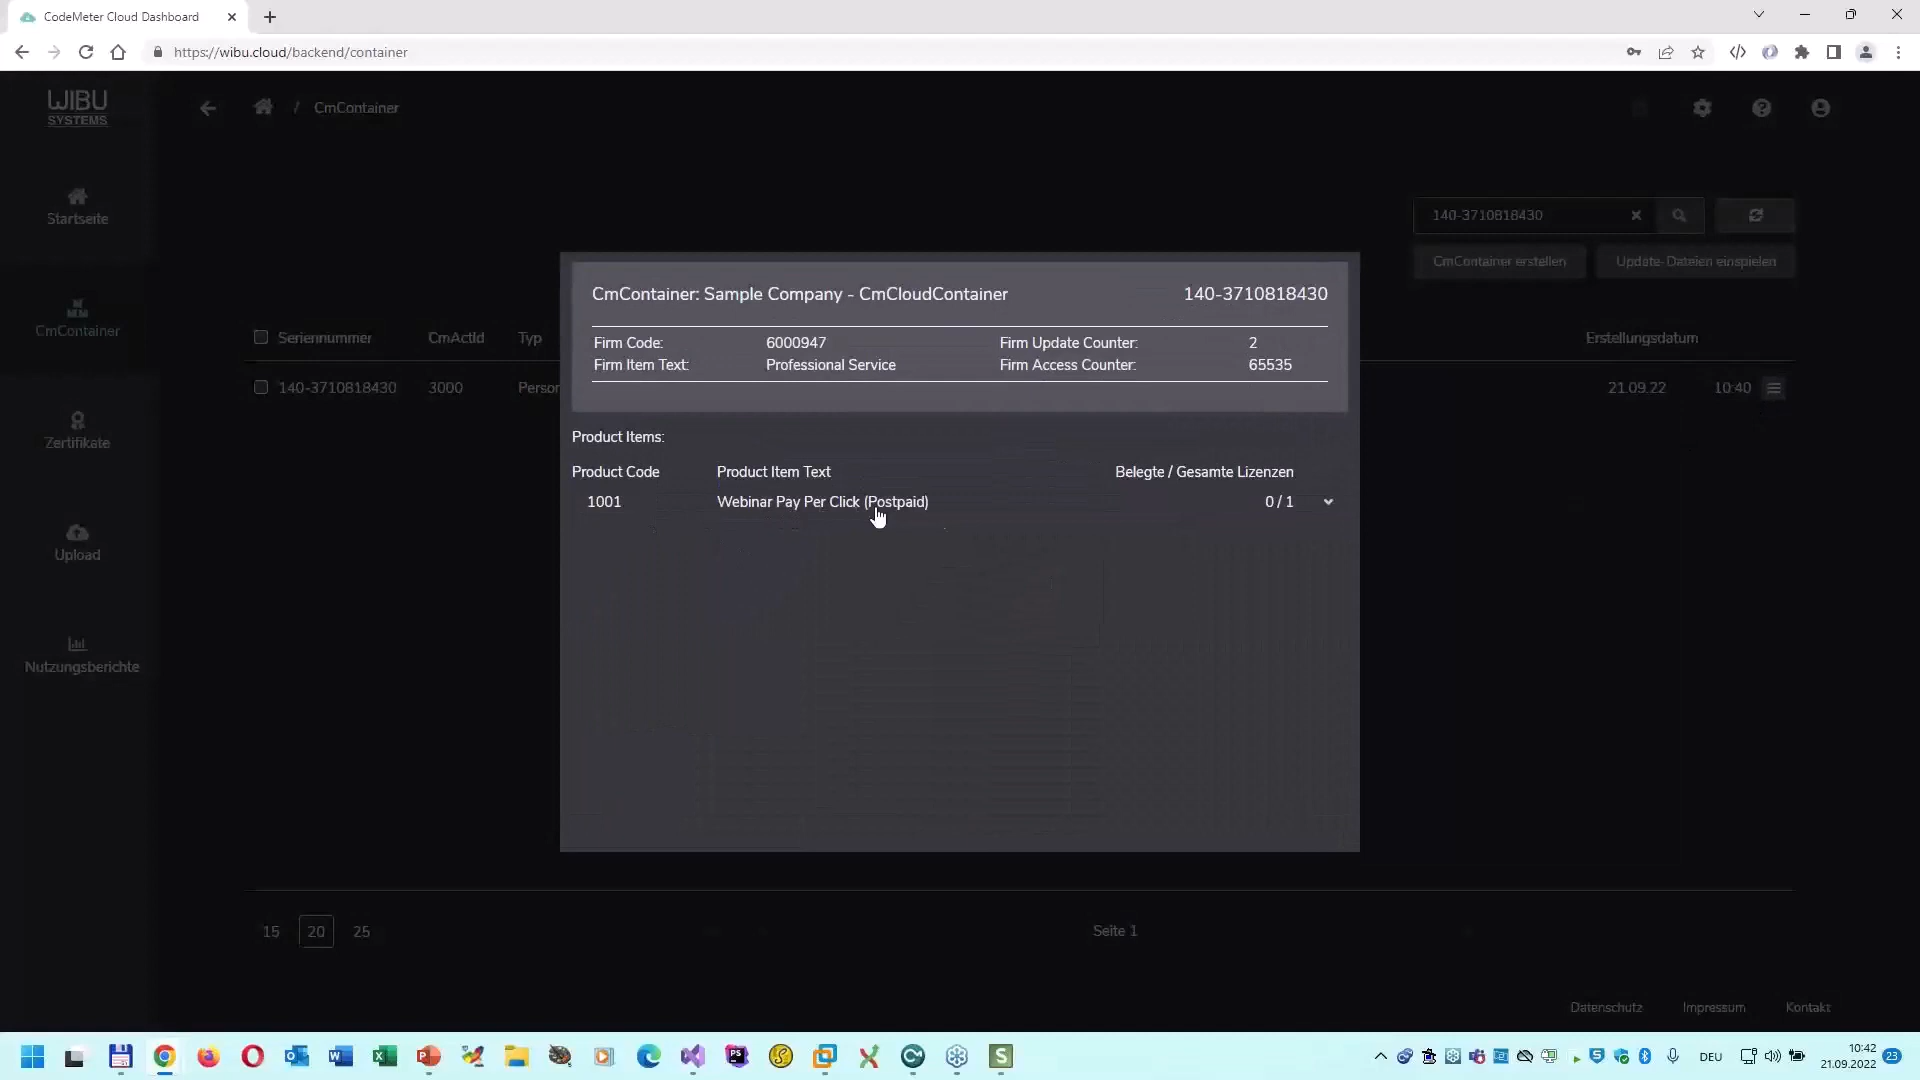 CodeMeter Cloud Dashboard
https://wibu.cloud/backend/container
WIBU
SYSTEMS
/ CmContainer
Startseite
140-3710818430
CmContainer erstellen
Update-Dateien einspielen
CmContainer: Sample Company - CmCloudContainer
140-3710818430
CmContainer
Seriennummer CmActId Typ
Erstellungsdatum
Firm Code: 6000947 Firm Update Counter: 2
Firm Item Text: Professional Service Firm Access Counter: 65535
140-3710818430 3000 Person
21.09.22 10:40
Zertifikate
Product Items:
Product Code Product Item Text Belegte / Gesamte Lizenzen
1001 Webinar Pay Per Click (Postpaid) 0 / 1
Upload
Nutzungsberichte
15 20 25
Seite 1
Datenschutz Impressum Kontakt
DEU
10:42
21.09.2022
23